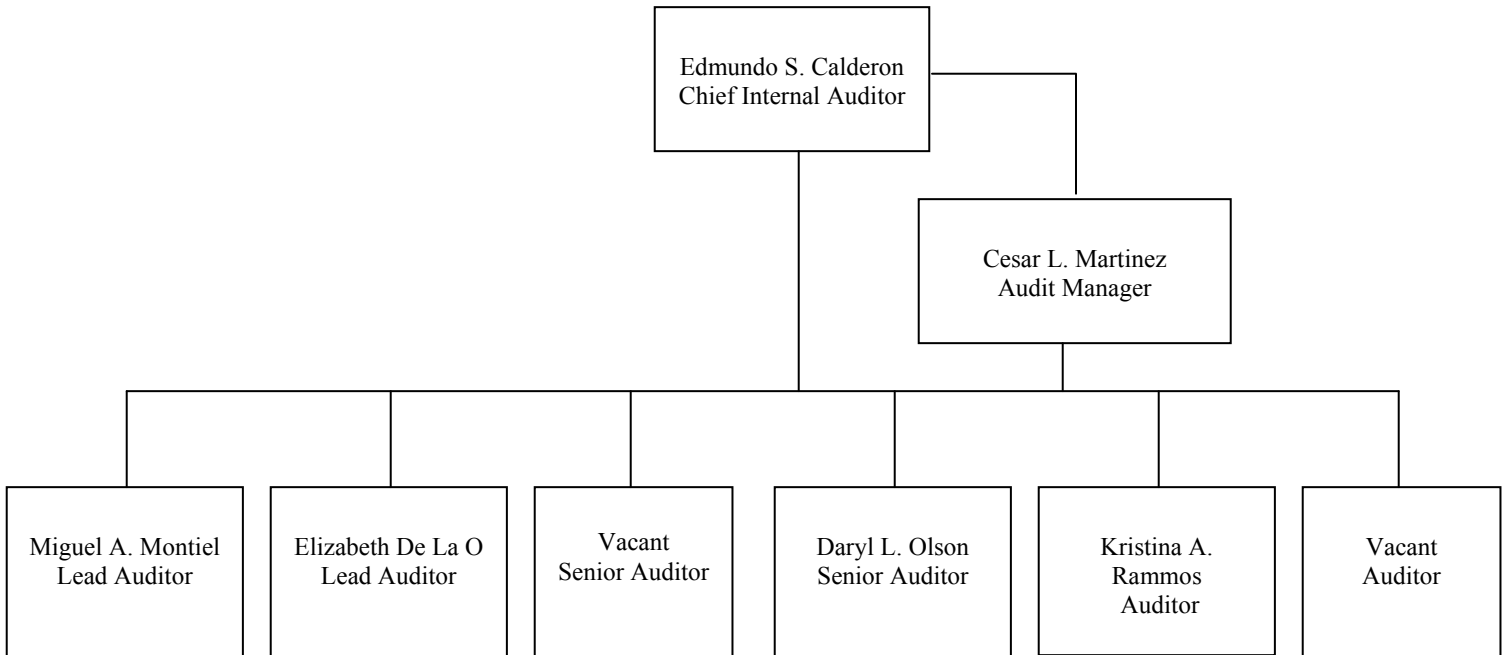 Edmundo S. Calderon
Chief Internal Auditor
Cesar L. Martinez
Audit Manager
Miguel A. Montiel
Lead Auditor
Elizabeth De La O
Lead Auditor
Vacant
Senior Auditor
Daryl L. Olson
Senior Auditor
Kristina A.
Rammos
Auditor
Vacant
Auditor